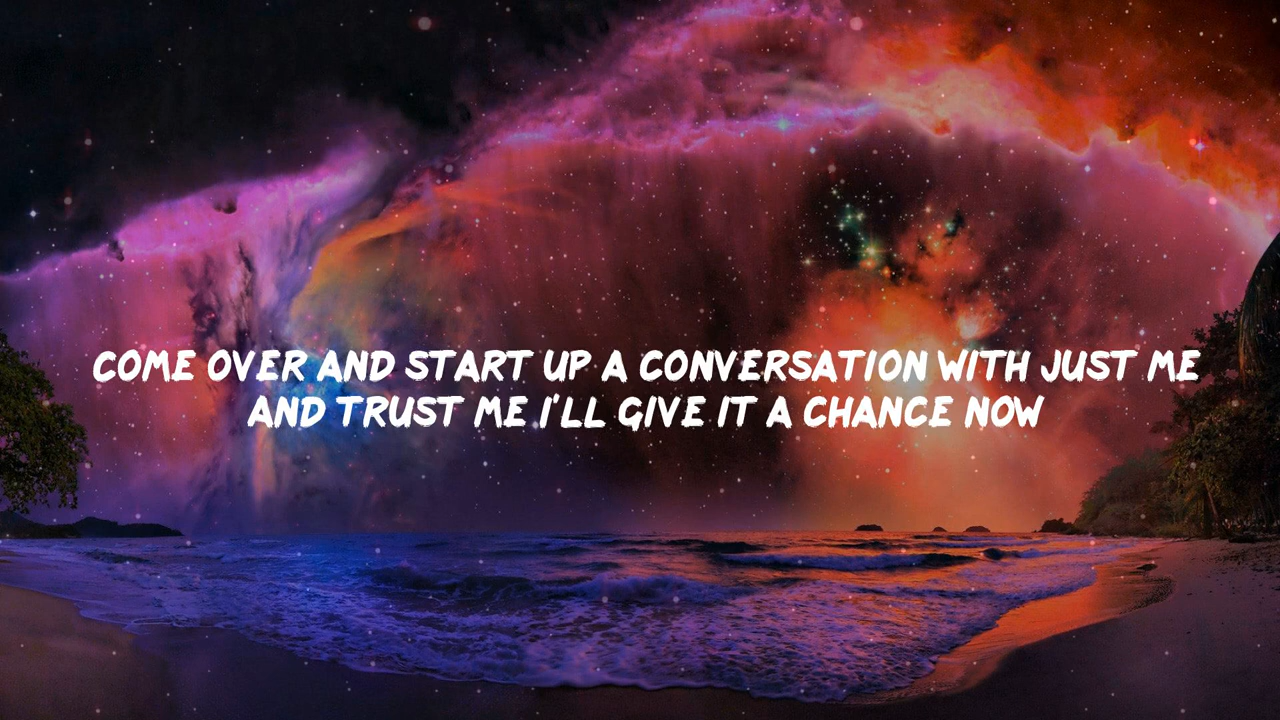 COME OVER AND START UP A CONVERSATION WITH JUST ME
AND TRUST ME I'LL GIVE IT A CHANCE NOW